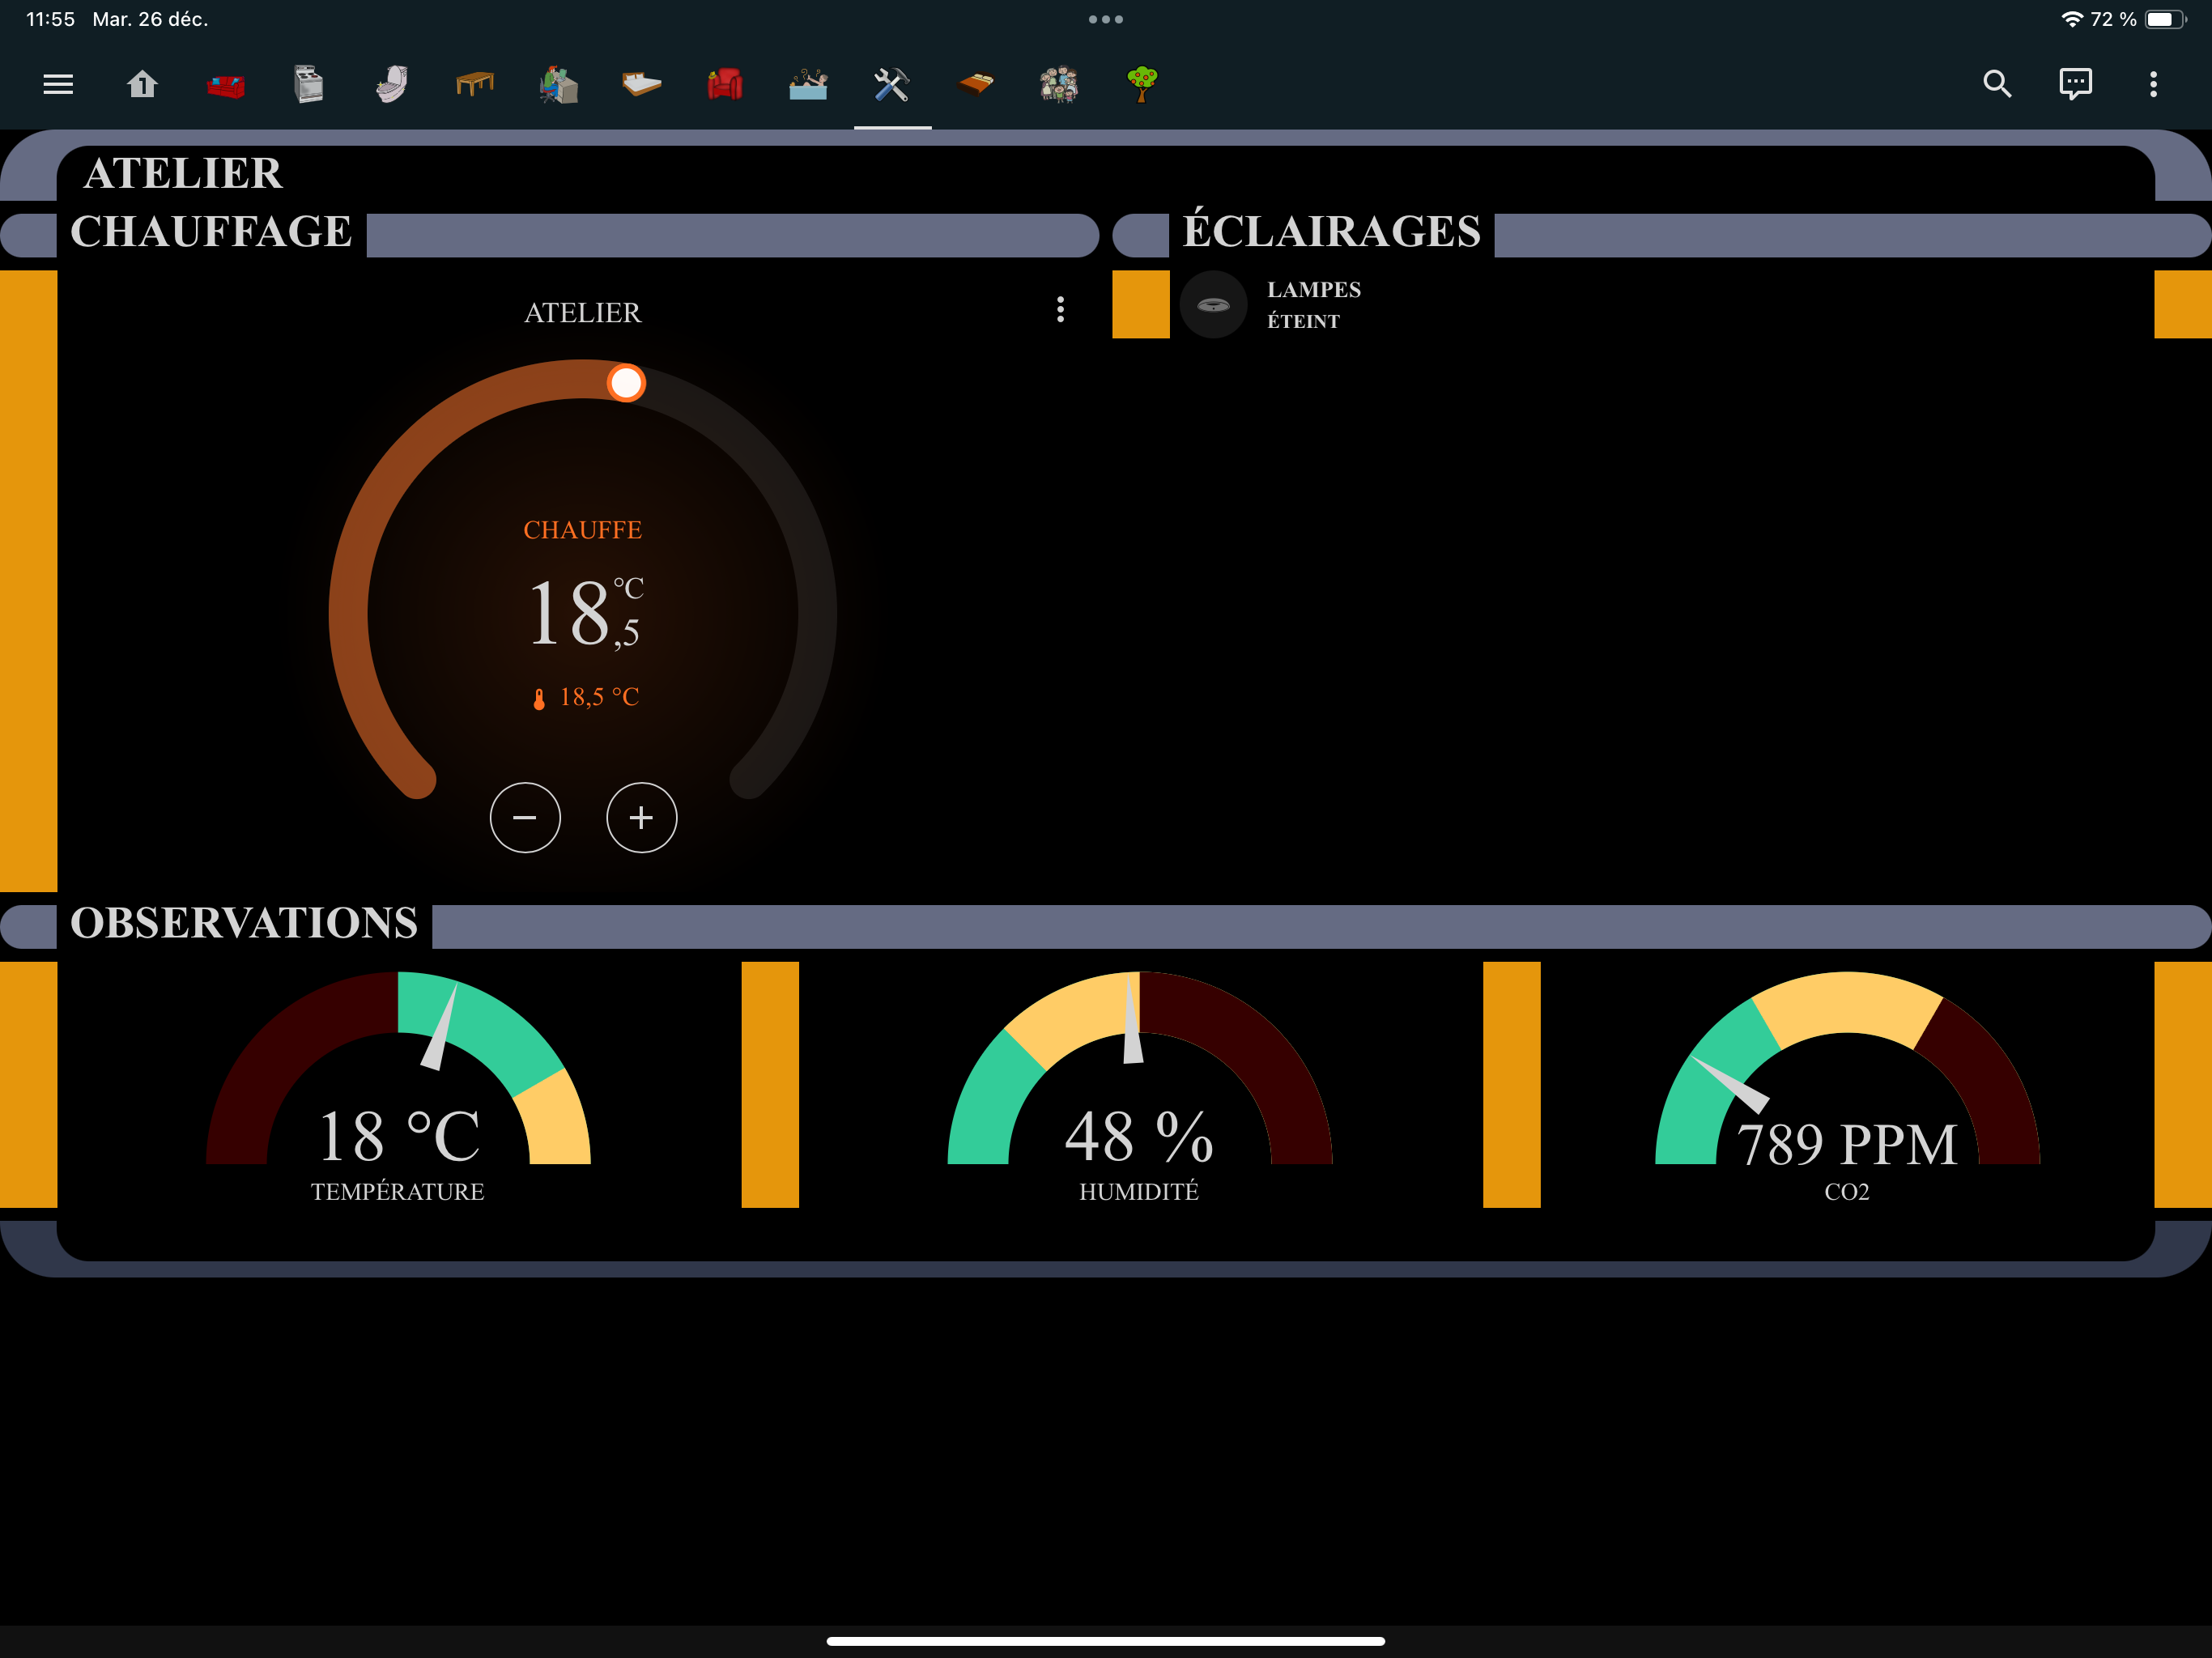 11:55 Mar. 26 déc.
72 %
1
ATELIER
CHAUFFAGE
ÉCLAIRAGES
ATELIER
CHAUFFE
18,5 °C
18,5 °C
LAMPES
ÉTEINT
OBSERVATIONS
18 °C
TEMPÉRATURE
48 %
HUMIDITÉ
789 PPM
CO2